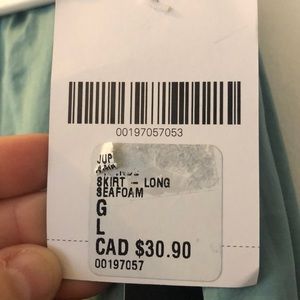 00197057053
JUP
SKIRT - LONG
SEAFOAM
G
L
CAD $30.90
00197057